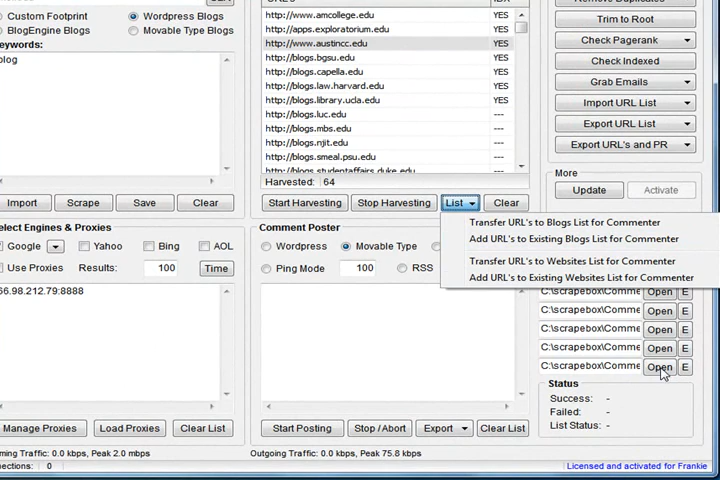 Custom Footprint
Wordpress Blogs
BlogEngine Blogs
Movable Type Blogs
eywords:
blog
Import
Scrape
Save
Clear
elect Engines & Proxies
Google
Yahoo
Bing
AOL
Use Proxies
Results:
100
Time
66.98.212.79:8888
Manage Proxies
Load Proxies
Clear List
http://www.amcollege.edu YES
http://apps.exploratorium.edu YES
http://www.austincc.edu YES
http://blogs.bgsu.edu YES
http://blogs.capella.edu YES
http://blogs.law.harvard.edu YES
http://blogs.library.ucla.edu YES
http://blogs.luc.edu ---
http://blogs.mbs.edu ---
http://blogs.njit.edu ---
http://blogs.smeal.psu.edu ---
http://blogs.studentaffairs.duke.edu ---
Harvested: 64
Start Harvesting
Stop Harvesting
List
Clear
Transfer URL's to Blogs List for Commenter
Add URL's to Existing Blogs List for Commenter
Transfer URL's to Websites List for Commenter
Add URL's to Existing Websites List for Commenter
Comment Poster
Wordpress
Movable Type
Ping Mode
100
RSS
Start Posting
Stop / Abort
Export
Clear List
Remove Duplicates
Trim to Root
Check Pagerank
Check Indexed
Grab Emails
Import URL List
Export URL List
Export URL's and PR
More
Update
Activate
C:\scrapebox\Comme Open E
C:\scrapebox\Comme Open E
C:\scrapebox\Comme Open E
C:\scrapebox\Comme Open E
C:\scrapebox\Comme Open E
Status
Success: -
Failed: -
List Status: -
ming Traffic: 0.0 kbps, Peak 2.0 mbps
Outgoing Traffic: 0.0 kbps, Peak 75.8 kbps
nections: 0
Licensed and activated for Frankie